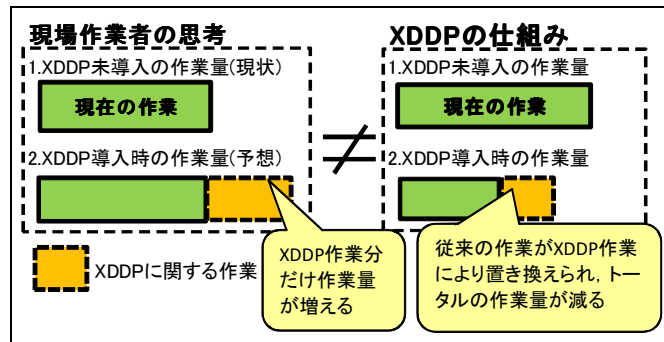 現場作業者の思考
1.XDDP未導入の作業量(現状)
現在の作業
2.XDDP導入時の作業量(予想)
XDDP作業分
だけ作業量
が増える
XDDPに関する作業
≠
XDDPの仕組み
1.XDDP未導入の作業量
現在の作業
2.XDDP導入時の作業量
従来の作業がXDDP作業
により置き換えられ,トー
タルの作業量が減る